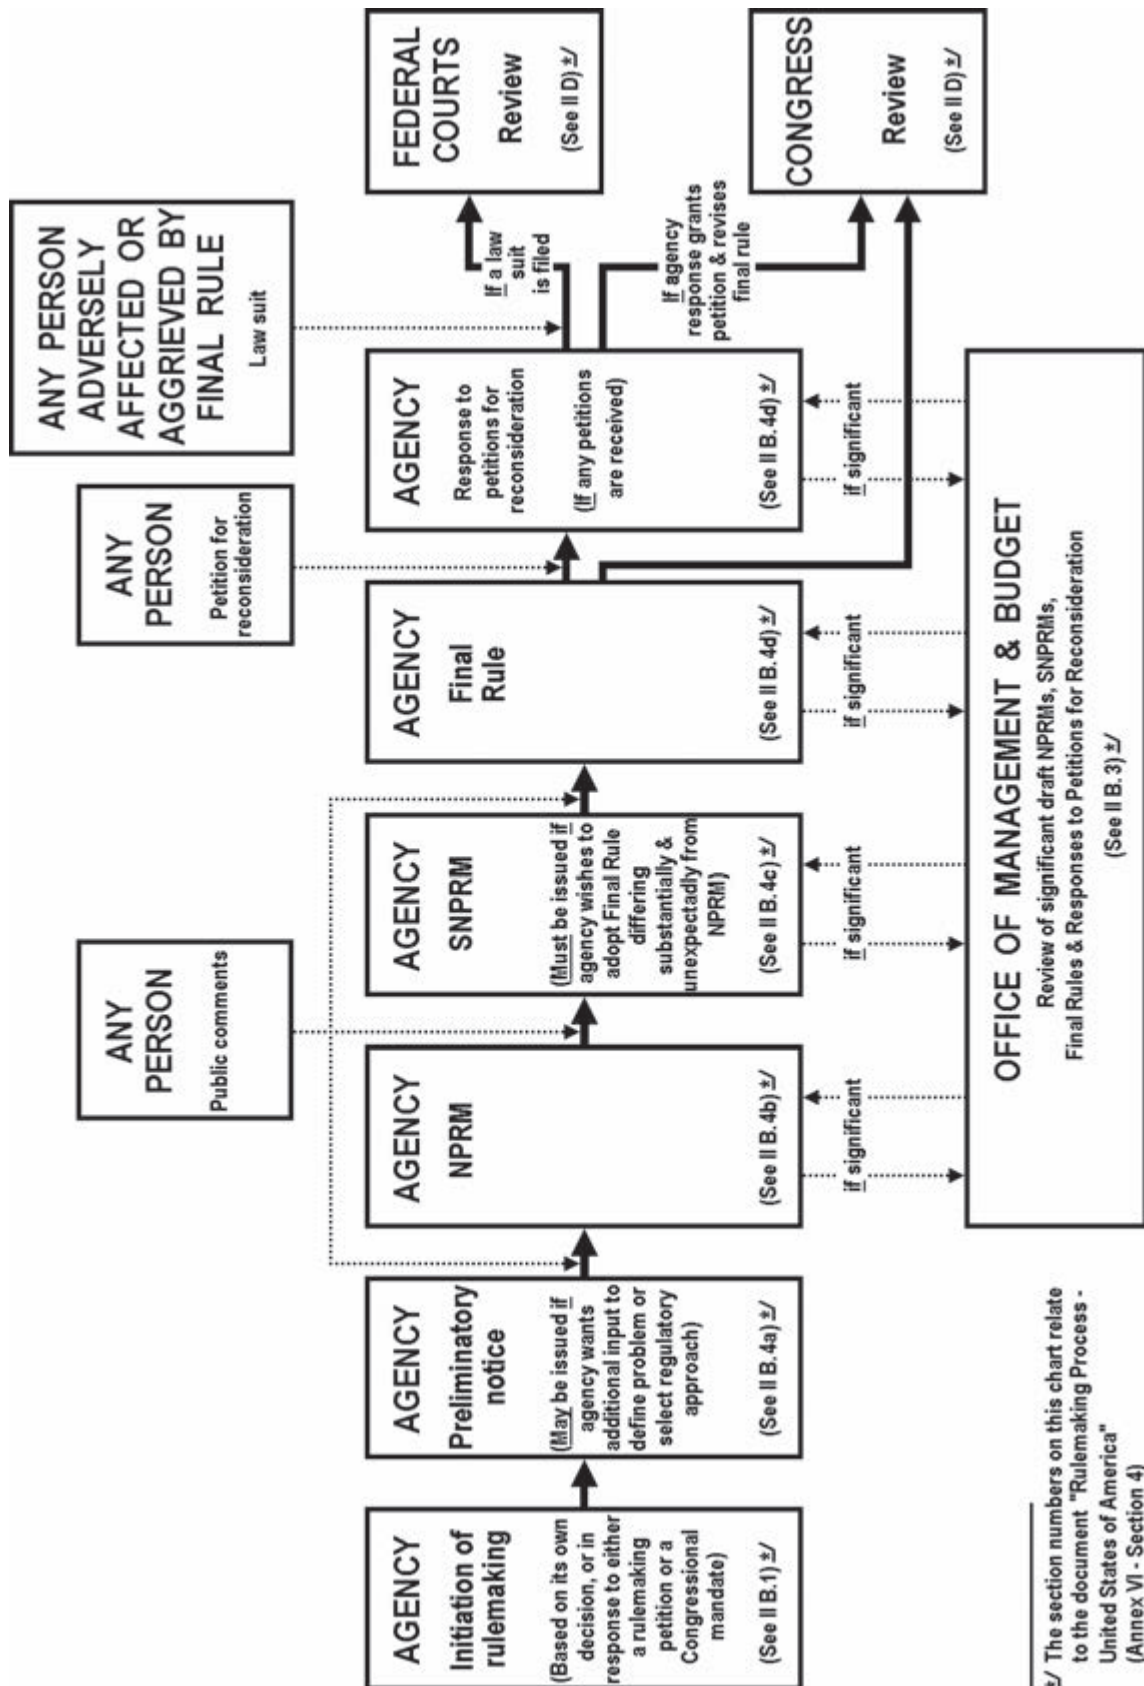 ANY
PERSON
Public comments
ANY
PERSON
Petition for
reconsideration
ANY PERSON
ADVERSELY
AFFECTED OR
AGGRIEVED BY
FINAL RULE
Law suit
AGENCY
Initiation of
rulemaking
(Based on its own
decision, or in
response to either
a rulemaking
petition or a
Congressional
mandate)
(See II B.1) */
AGENCY
Preliminatory
notice
(May be issued if
agency wants
additional input to
define problem or
select regulatory
approach)
(See II B.4a) */
AGENCY
NPRM
(See II B.4b) */
AGENCY
SNPRM
(Must be issued if
agency wishes to
adopt Final Rule
differing
substantially &
unexpectadly from
NPRM)
(See II B.4c) */
AGENCY
Final
Rule
(See II B.4d) */
AGENCY
Response to
petitions for
reconsideration
(If any petitions
are received)
(See II B.4d) */
If a law
suit
is filed
If agency
response grants
petition & revises
final rule
FEDERAL
COURTS
Review
(See II D) */
CONGRESS
Review
(See II D) */
if significant
if significant
if significant
if significant
OFFICE OF MANAGEMENT & BUDGET
Review of significant draft NPRMs, SNPRMs,
Final Rules & Responses to Petitions for Reconsideration
(See II B.3) */
*/ The section numbers on this chart relate
to the document "Rulemaking Process -
United States of America"
(Annex VI - Section 4)